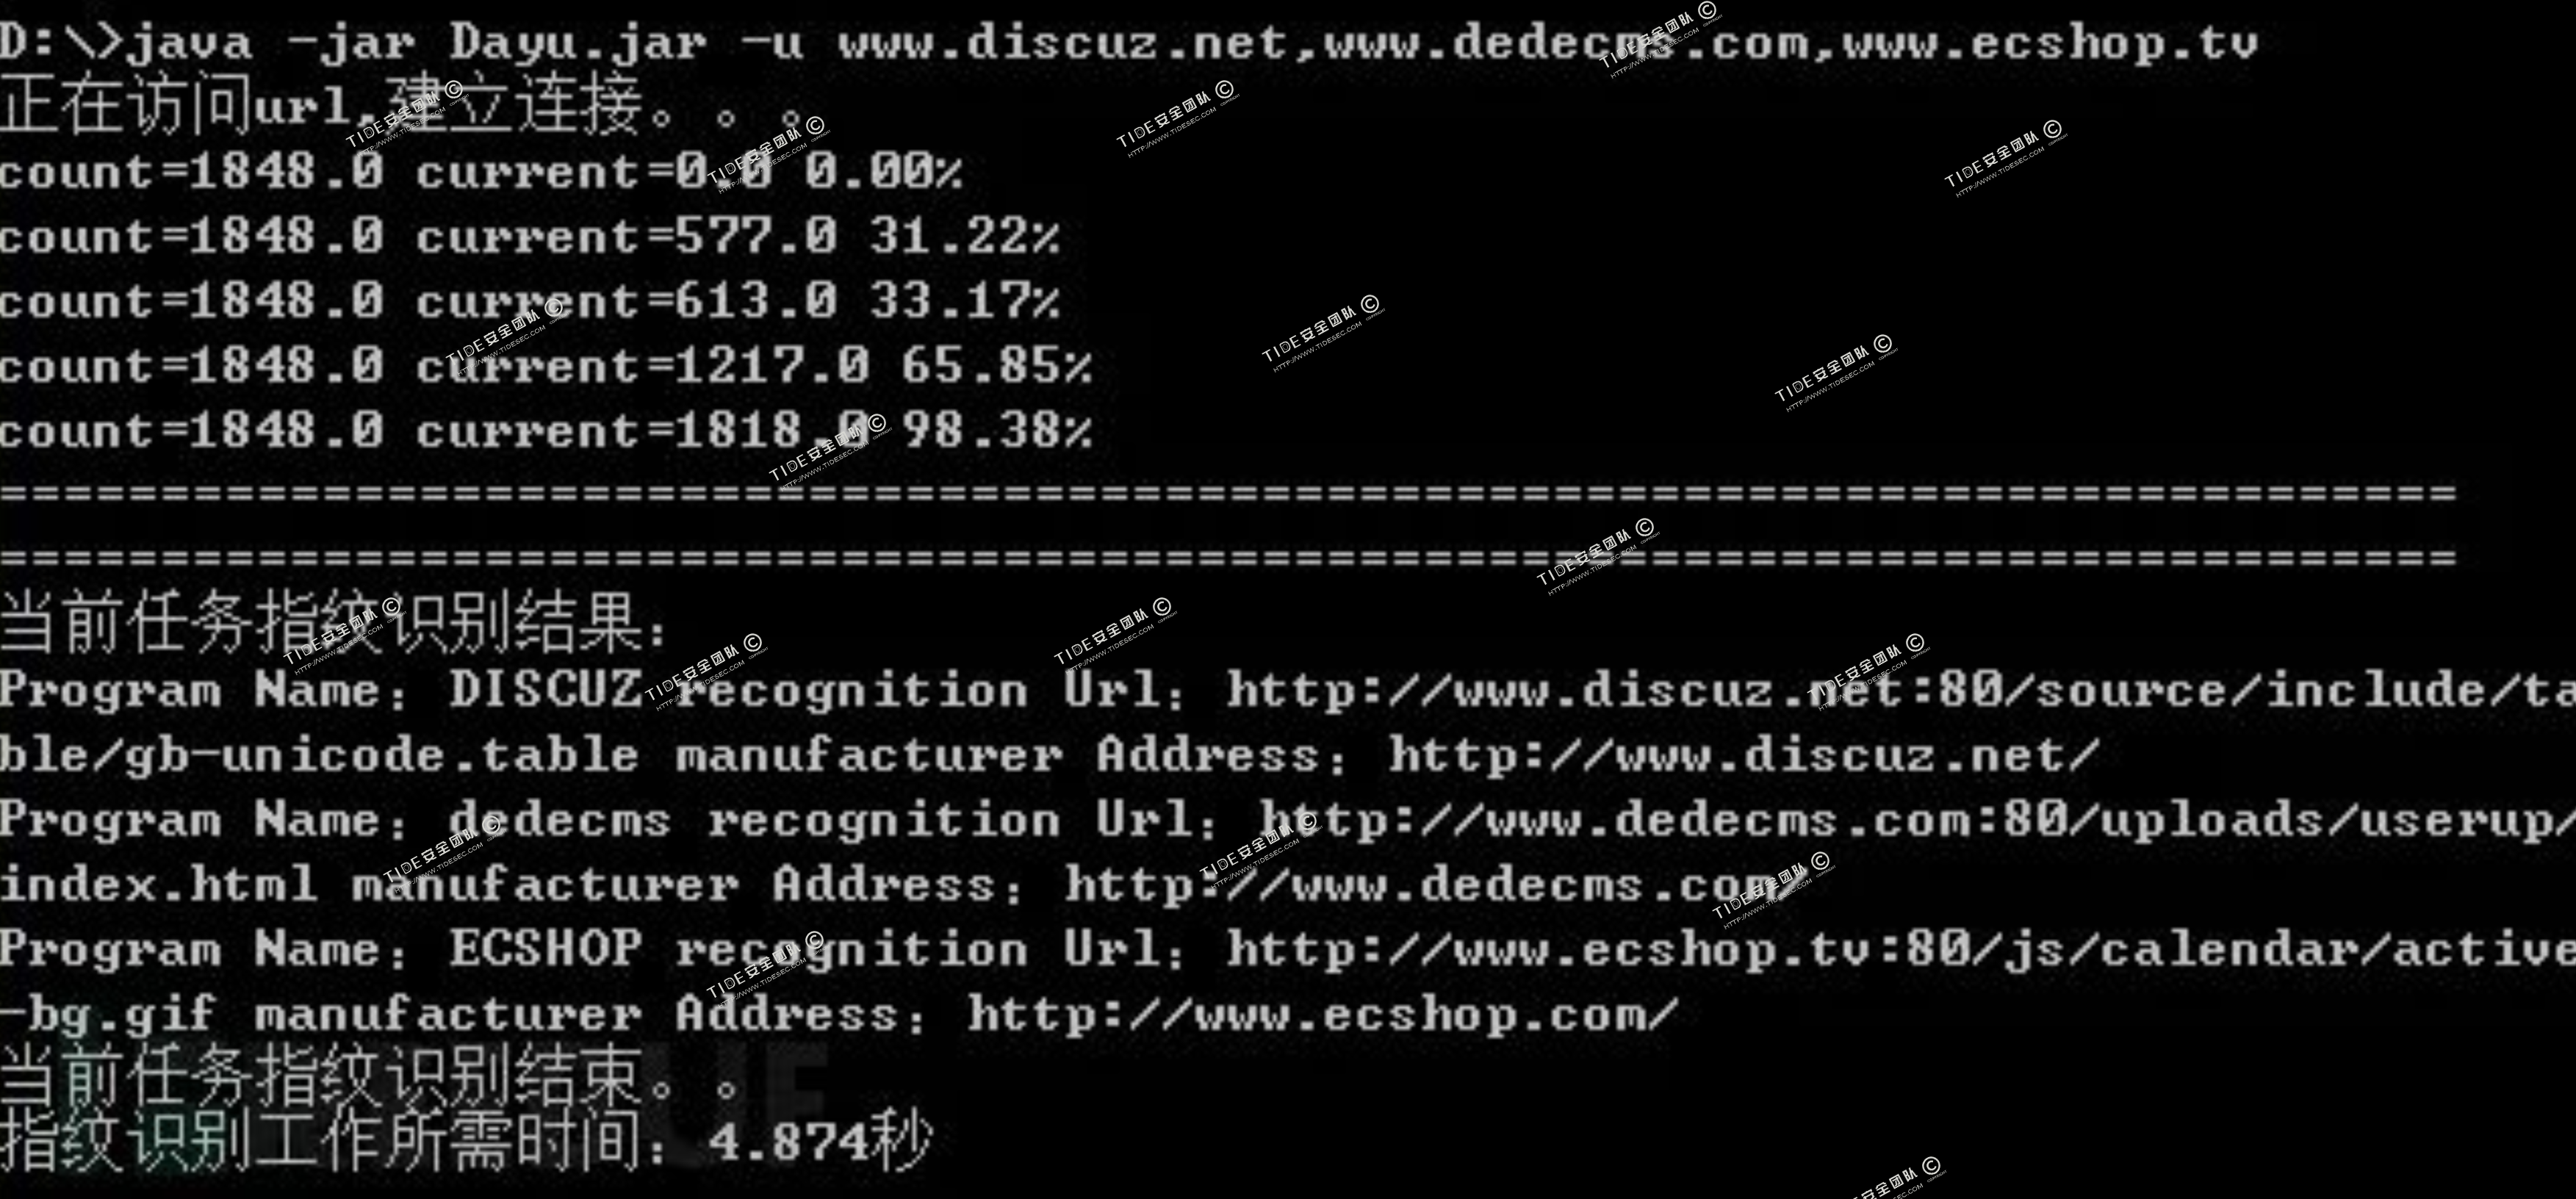 D:\>java -jar Dayu.jar -u www.discuz.net,www.dedecms.com,www.ecshop.tv
正在访问url,建立连接。。。
count=1848.0 current=0.0 0.00%
count=1848.0 current=577.0 31.22%
count=1848.0 current=613.0 33.17%
count=1848.0 current=1217.0 65.85%
count=1848.0 current=1818.0 98.38%
============================================================================
============================================================================
当前任务指纹识别结果：
Program Name：DISCUZ recognition Url：http://www.discuz.net:80/source/include/ta
ble/gb-unicode.table manufacturer Address：http://www.discuz.net/
Program Name：dedecms recognition Url：http://www.dedecms.com:80/uploads/userup/
index.html manufacturer Address：http://www.dedecms.com/
Program Name：ECSHOP recognition Url：http://www.ecshop.tv:80/js/calendar/active
-bg.gif manufacturer Address：http://www.ecshop.com/
当前任务指纹识别结束。。
指纹识别工作所需时间：4.874秒
TIDE安全团队 ©
HTTP://WWW.TIDESEC.COM COPYRIGHT